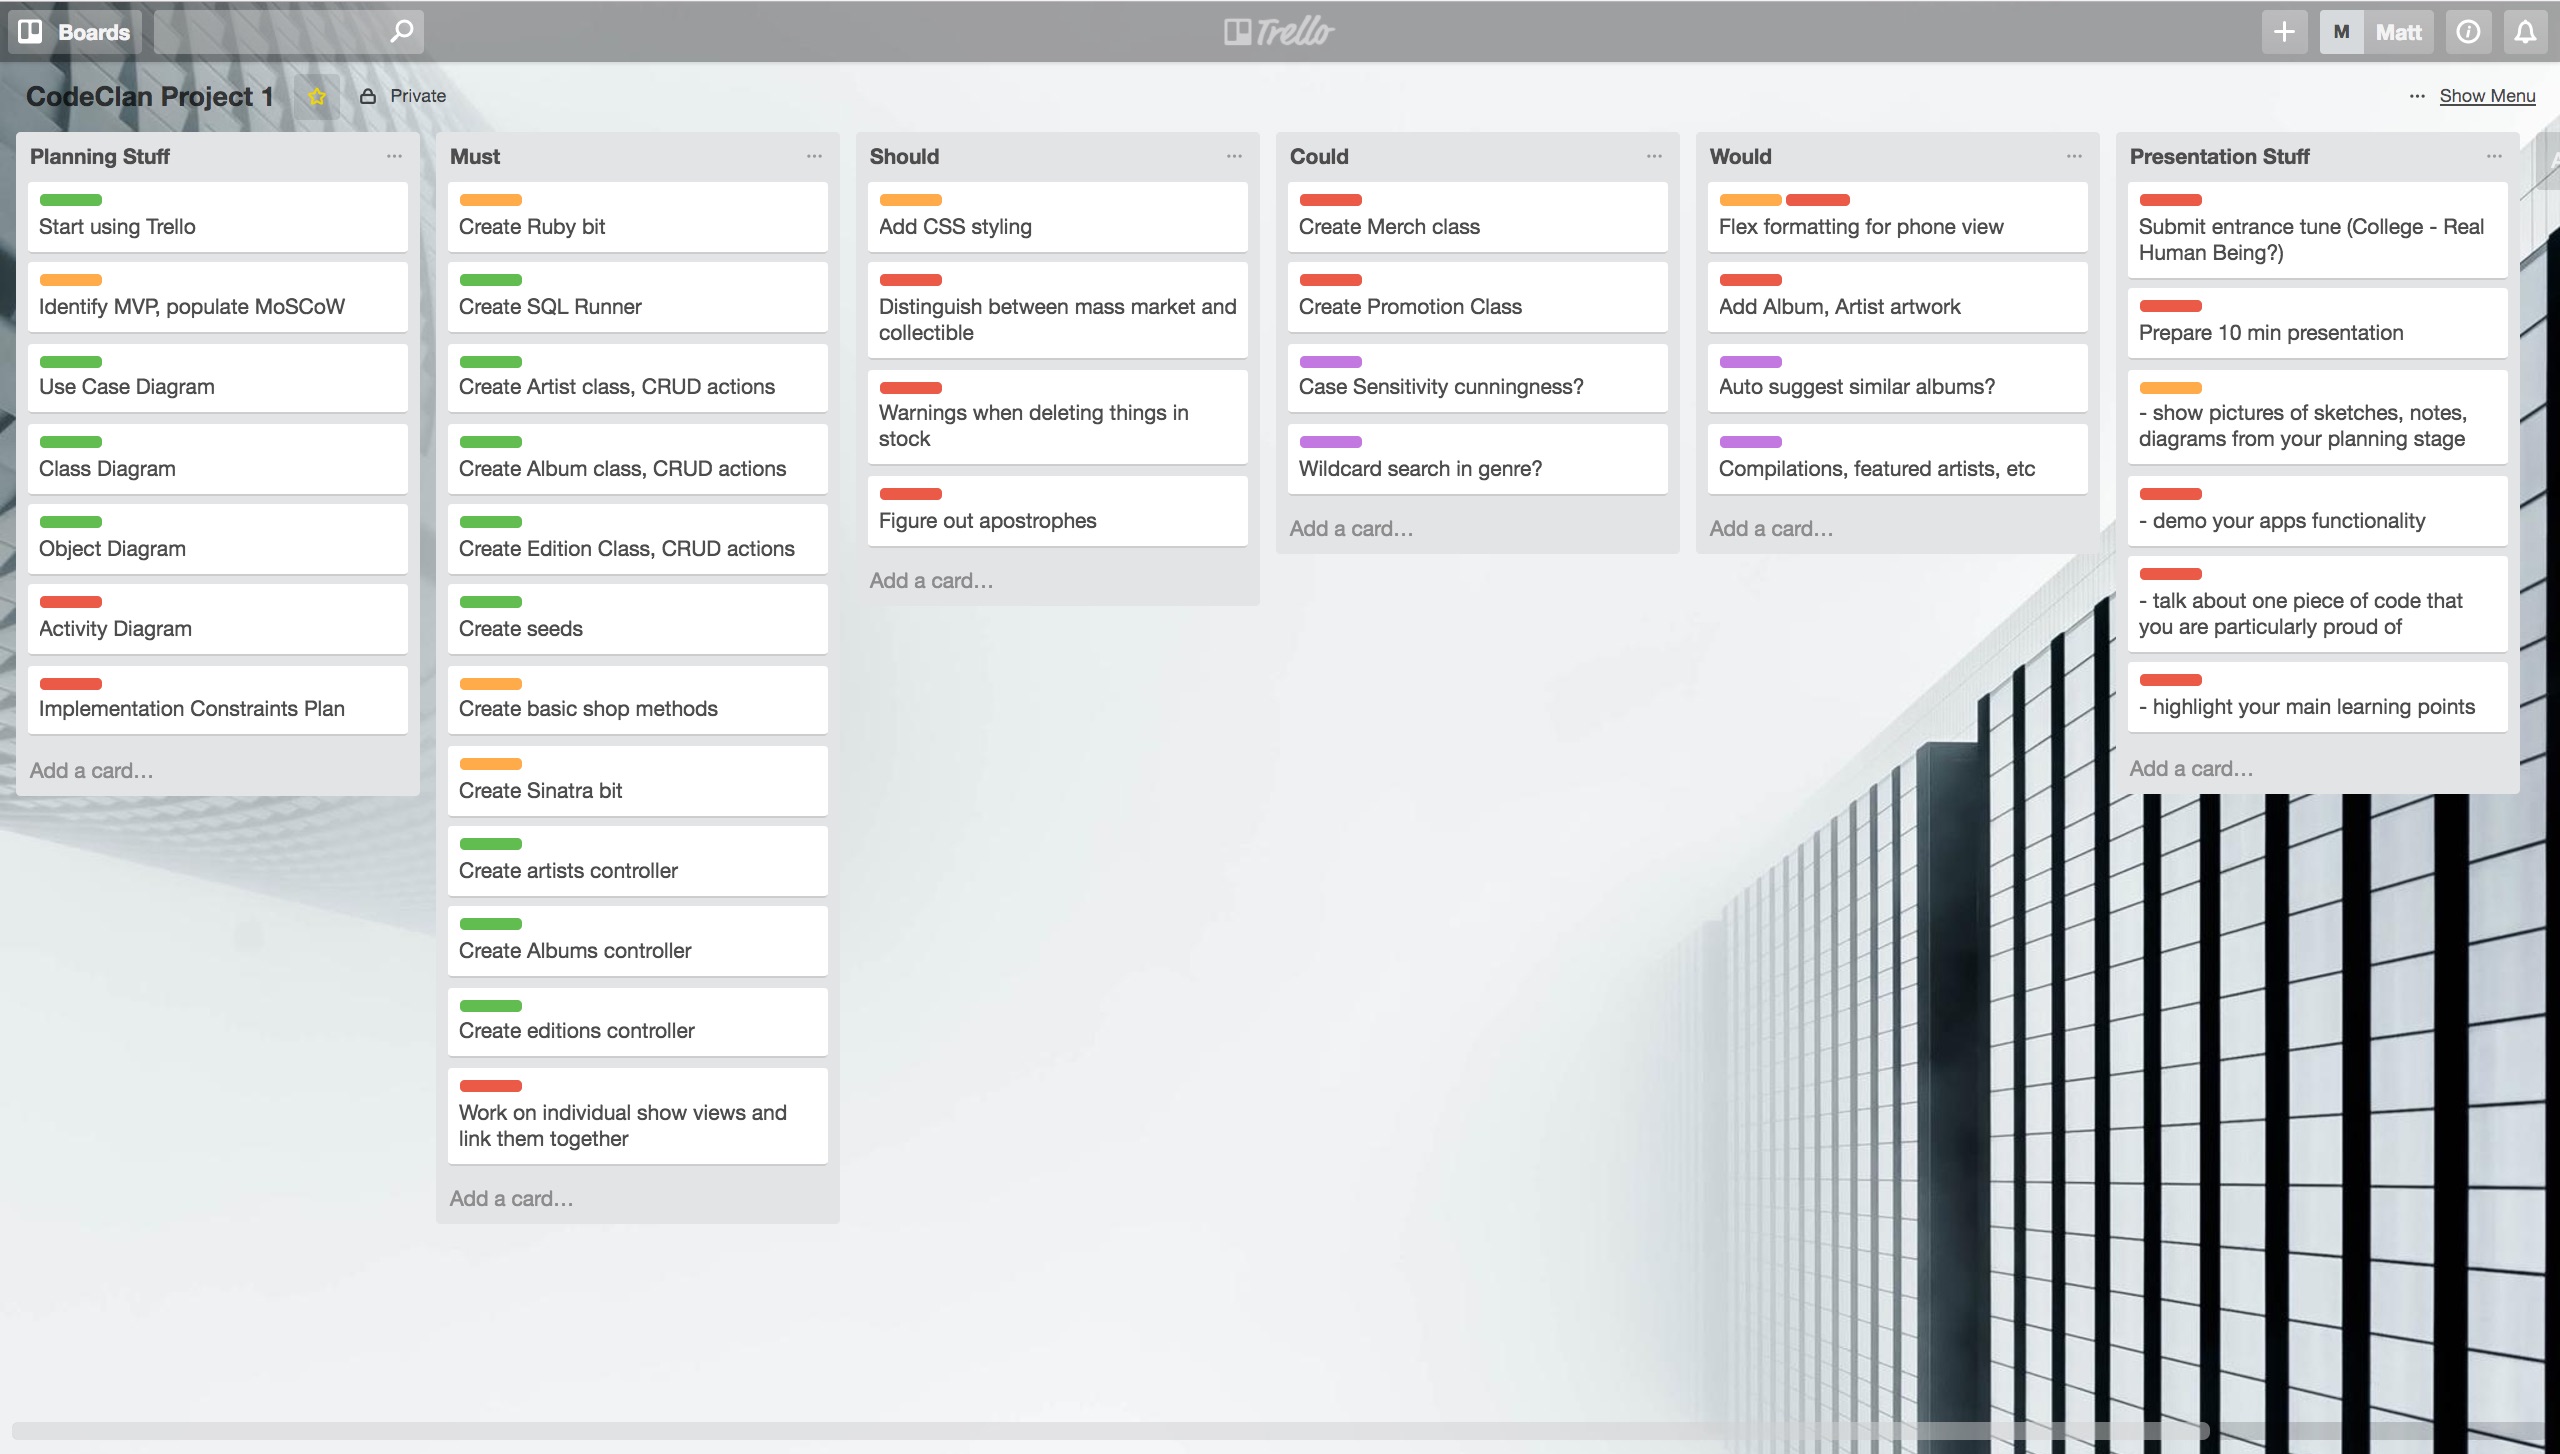 Boards
Trello
M
Matt
CodeClan Project 1
Private
... Show Menu
Planning Stuff
Start using Trello
Identify MVP, populate MoSCoW
Use Case Diagram
Class Diagram
Object Diagram
Activity Diagram
Implementation Constraints Plan
Add a card...
Must
Create Ruby bit
Create SQL Runner
Create Artist class, CRUD actions
Create Album class, CRUD actions
Create Edition Class, CRUD actions
Create seeds
Create basic shop methods
Create Sinatra bit
Create artists controller
Create Albums controller
Create editions controller
Work on individual show views and
link them together
Add a card...
Should
Add CSS styling
Distinguish between mass market and
collectible
Warnings when deleting things in
stock
Figure out apostrophes
Add a card...
Could
Create Merch class
Create Promotion Class
Case Sensitivity cunningness?
Wildcard search in genre?
Add a card...
Would
Flex formatting for phone view
Add Album, Artist artwork
Auto suggest similar albums?
Compilations, featured artists, etc
Add a card...
Presentation Stuff
Submit entrance tune (College - Real
Human Being?)
Prepare 10 min presentation
- show pictures of sketches, notes,
diagrams from your planning stage
- demo your apps functionality
- talk about one piece of code that
you are particularly proud of
- highlight your main learning points
Add a card...